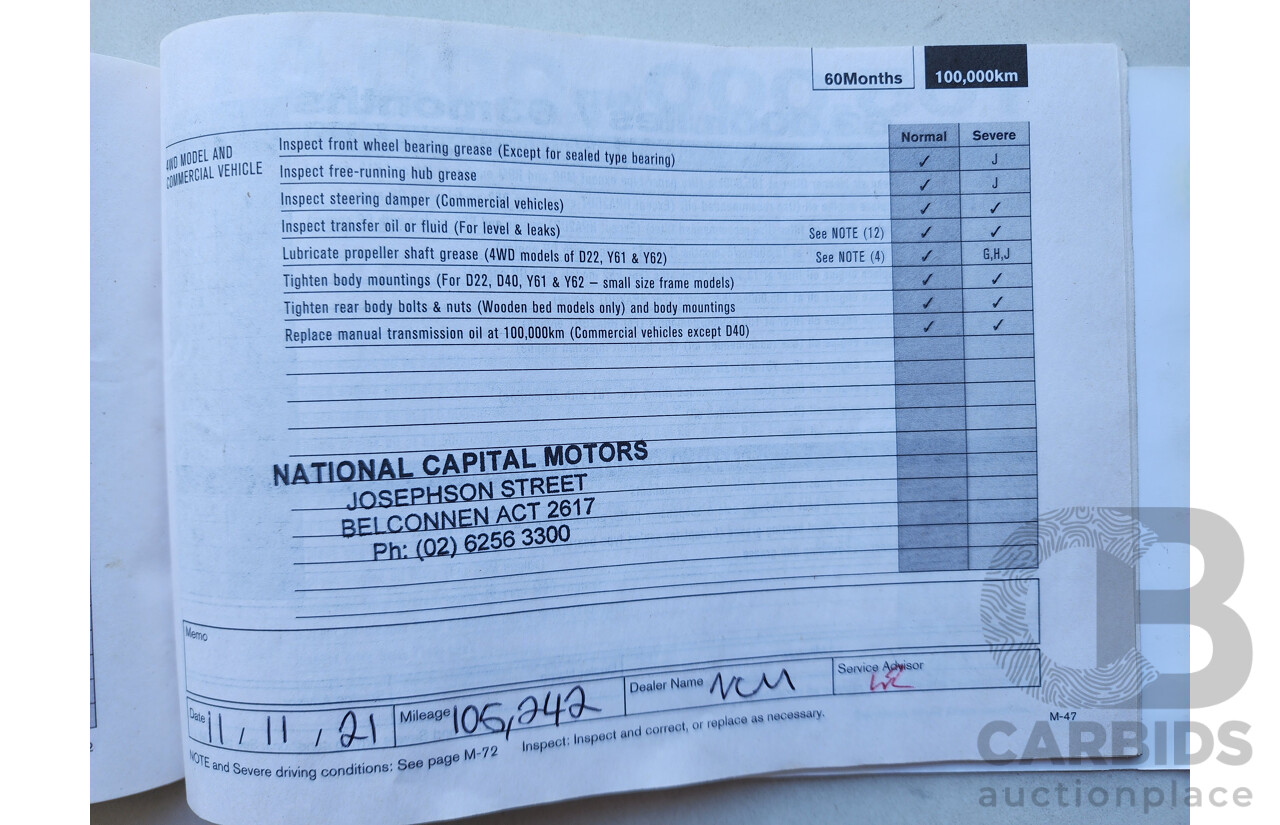 60Months 100,000km
Normal Severe
4WD MODEL AND
COMMERCIAL VEHICLE
Inspect front wheel bearing grease (Except for sealed type bearing) ✓ J
Inspect free-running hub grease ✓ J
Inspect steering damper (Commercial vehicles) ✓ ✓
Inspect transfer oil or fluid (For level & leaks) See NOTE (12) ✓ ✓
Lubricate propeller shaft grease (4WD models of D22, Y61 & Y62) See NOTE (4) ✓ G,H,J
Tighten body mountings (For D22, D40, Y61 & Y62 – small size frame models) ✓ ✓
Tighten rear body bolts & nuts (Wooden bed models only) and body mountings ✓ ✓
Replace manual transmission oil at 100,000km (Commercial vehicles except D40) ✓ ✓
NATIONAL CAPITAL MOTORS
JOSEPHSON STREET
BELCONNEN ACT 2617
Ph: (02) 6256 3300
Memo
Date 11 / 11 / 21 Mileage 105,242 Dealer Name NCM Service Advisor
NOTE and Severe driving conditions: See page M-72 Inspect: Inspect and correct, or replace as necessary.
M-47
CARBIDS
auctionplace